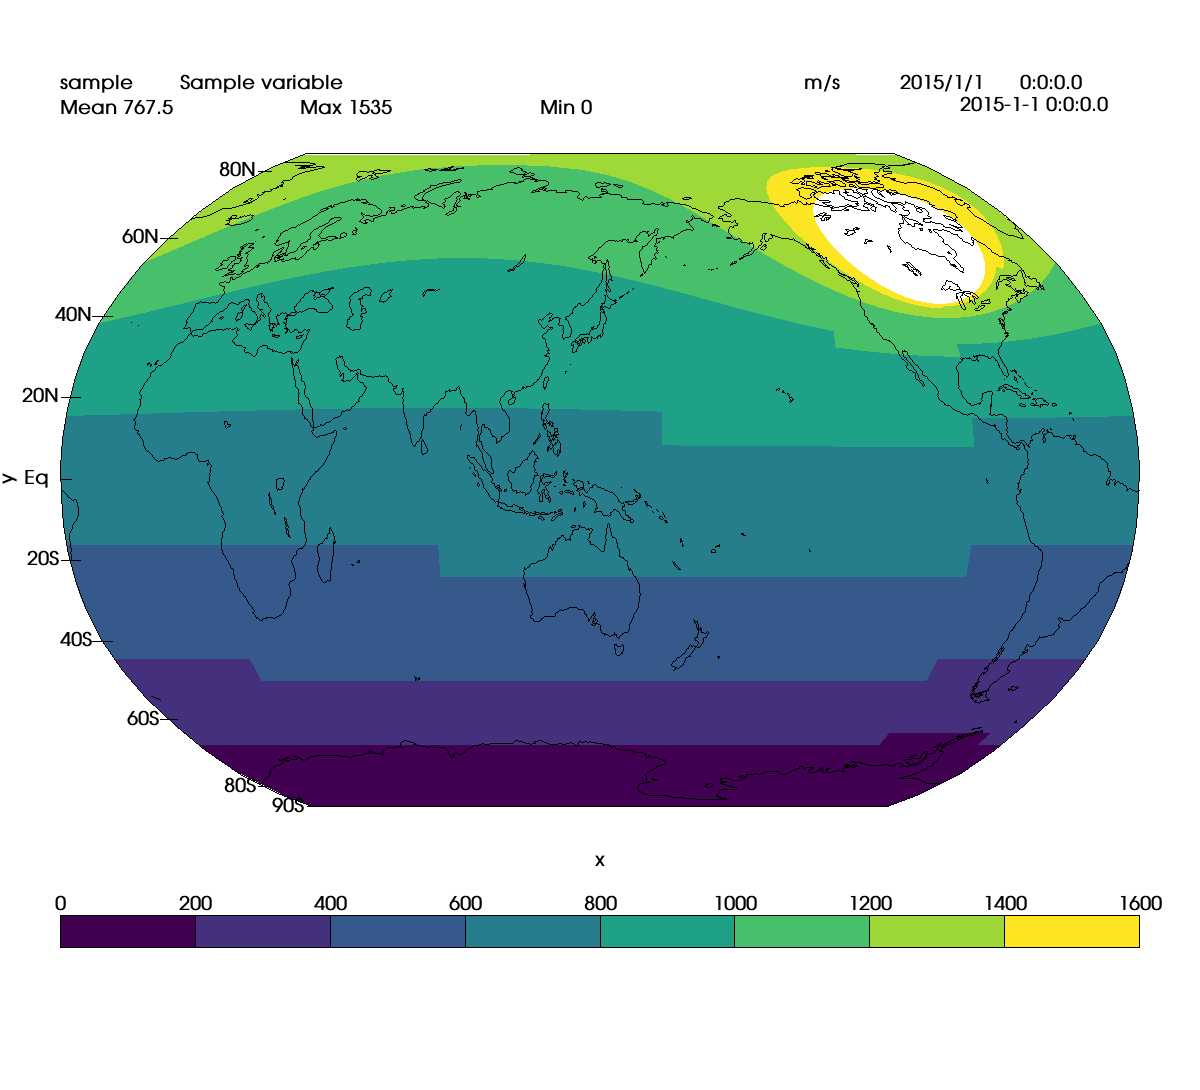 sample Sample variable m/s 2015/1/1 0:0:0.0
Mean 767.5 Max 1535 Min 0 2015-1-1 0:0:0.0
80N
60N
40N
20N
y Eq
20S
40S
60S
80S
90S
x
0 200 400 600 800 1000 1200 1400 1600